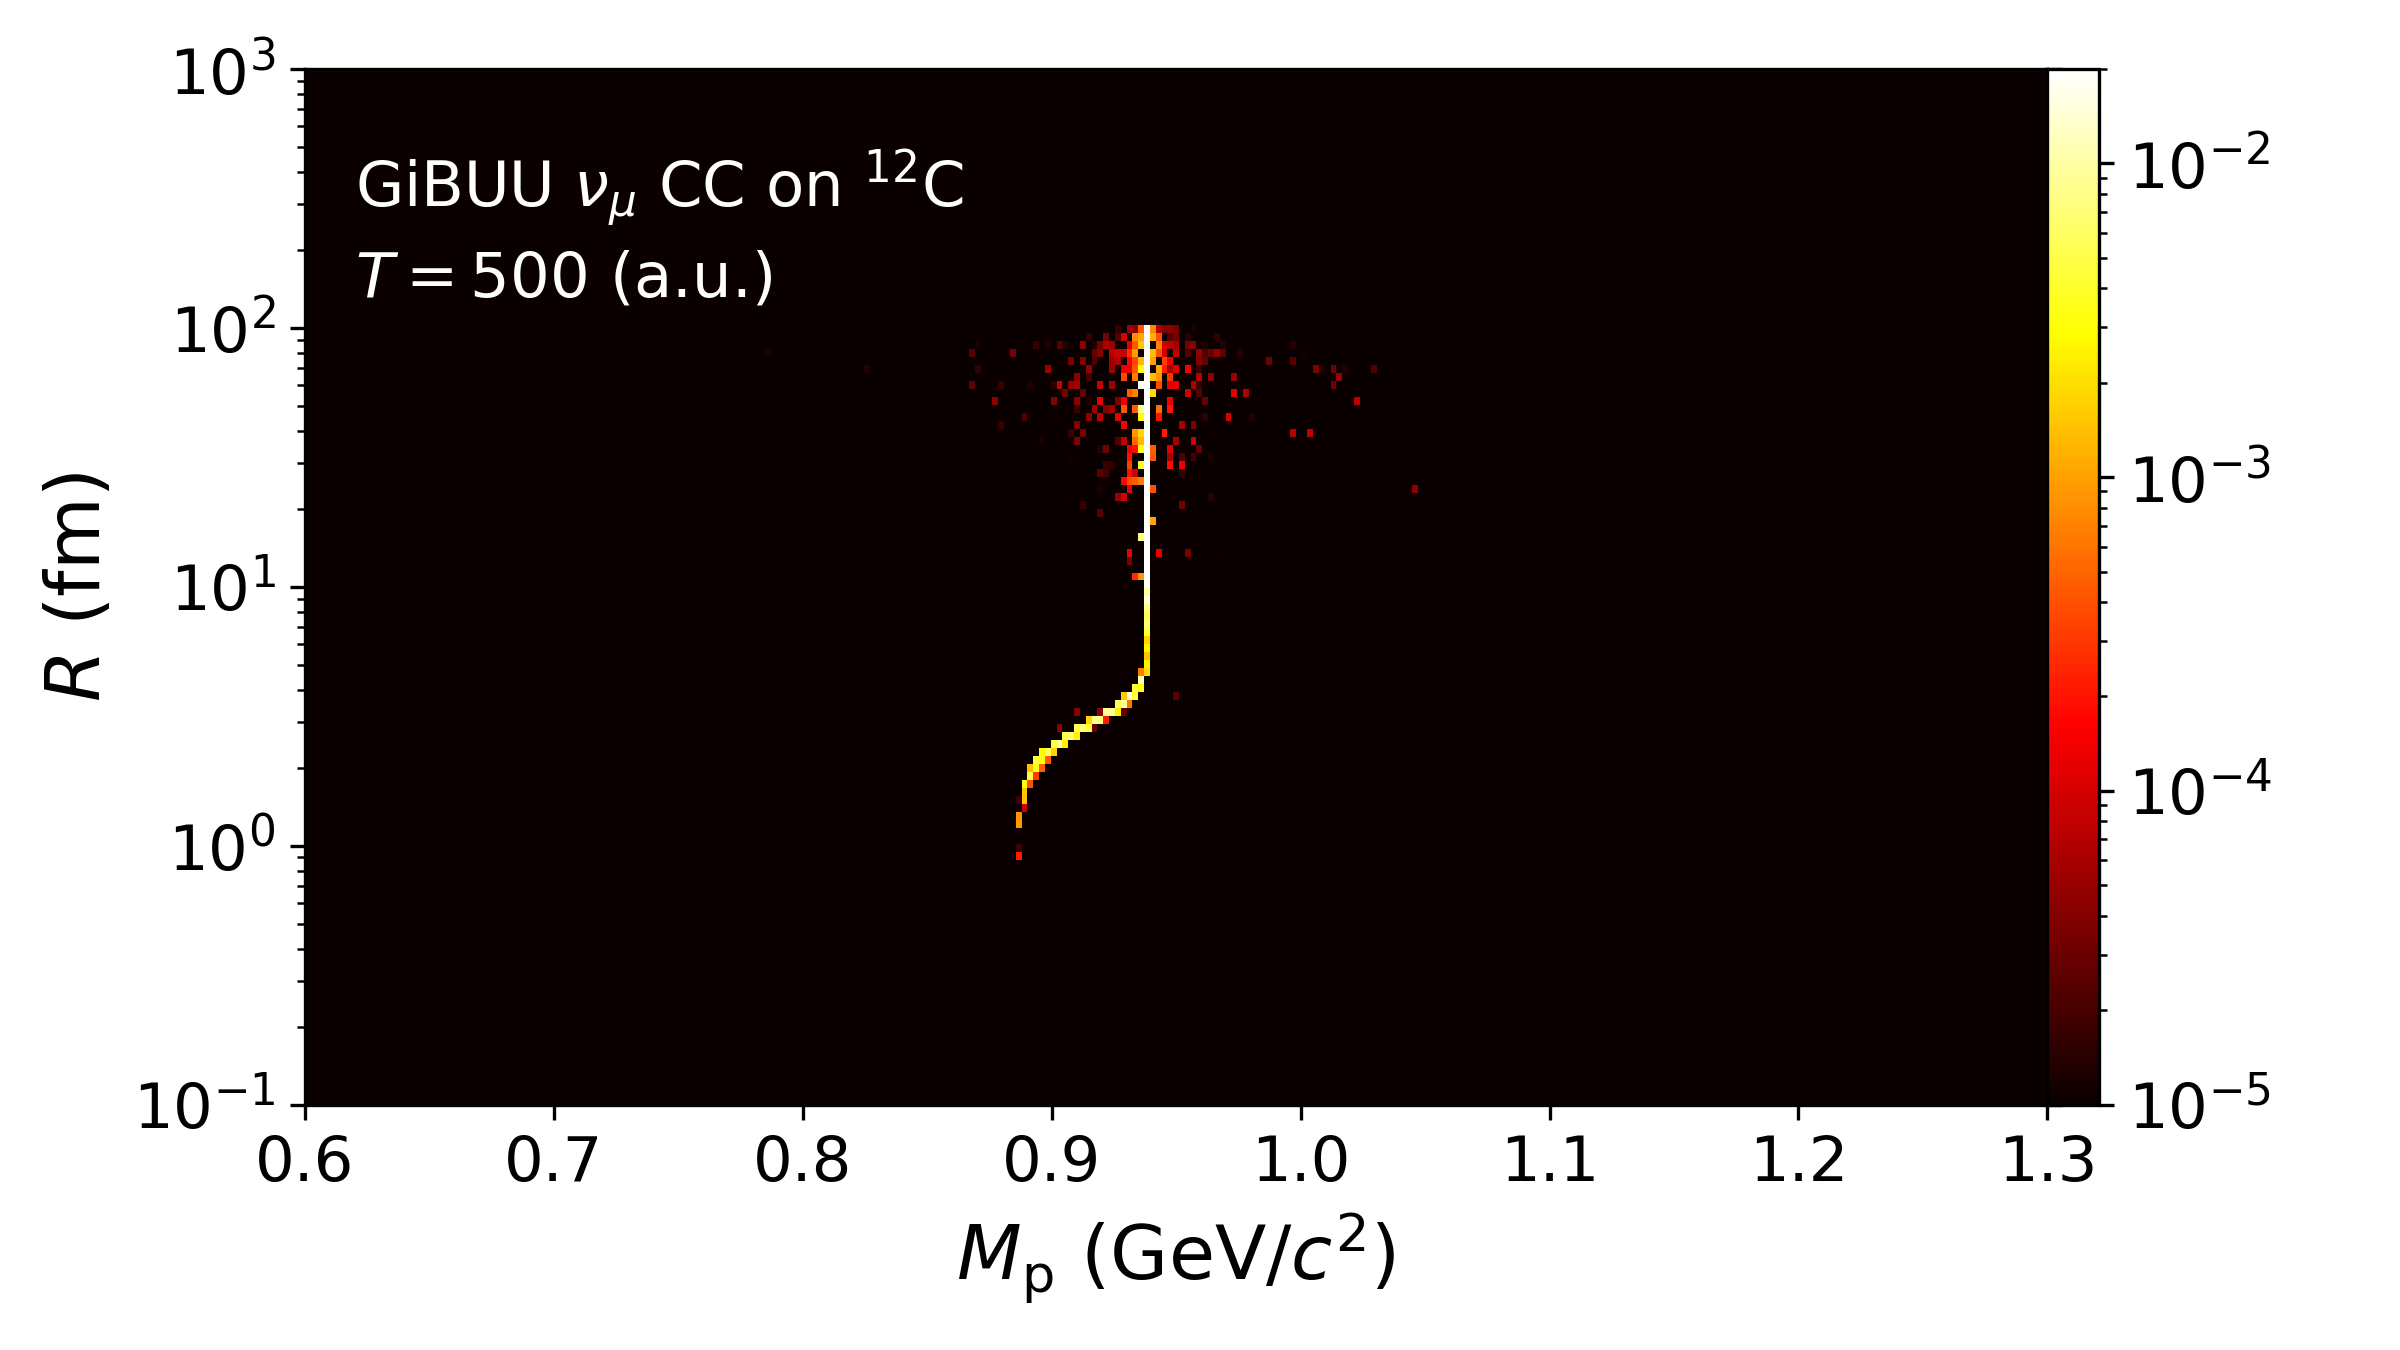 10³
GiBUU ν_μ CC on ¹²C
T = 500 (a.u.)
10²
10¹
10⁰
10⁻¹
R (fm)
0.6 0.7 0.8 0.9 1.0 1.1 1.2 1.3
M_p (GeV/c²)
10⁻²
10⁻³
10⁻⁴
10⁻⁵